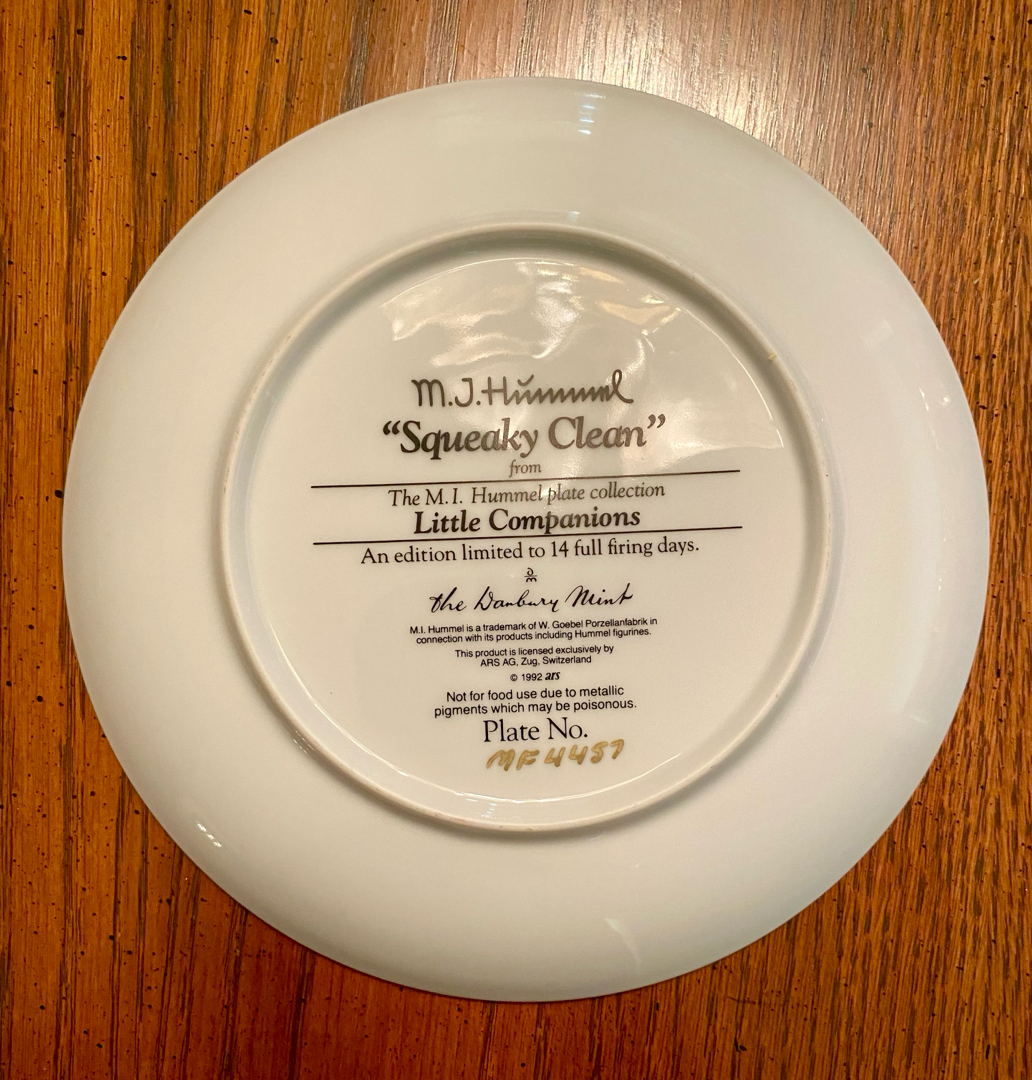 M.J. Hummel
“Squeaky Clean”
from
The M.I. Hummel plate collection
Little Companions
An edition limited to 14 full firing days.
the Danbury Mint
M.I. Hummel is a trademark of W. Goebel Porzellanfabrik in
connection with its products including Hummel figurines.
This product is licensed exclusively by
ARS AG, Zug, Switzerland
© 1992 ars
Not for food use due to metallic
pigments which may be poisonous.
Plate No.
MF4457